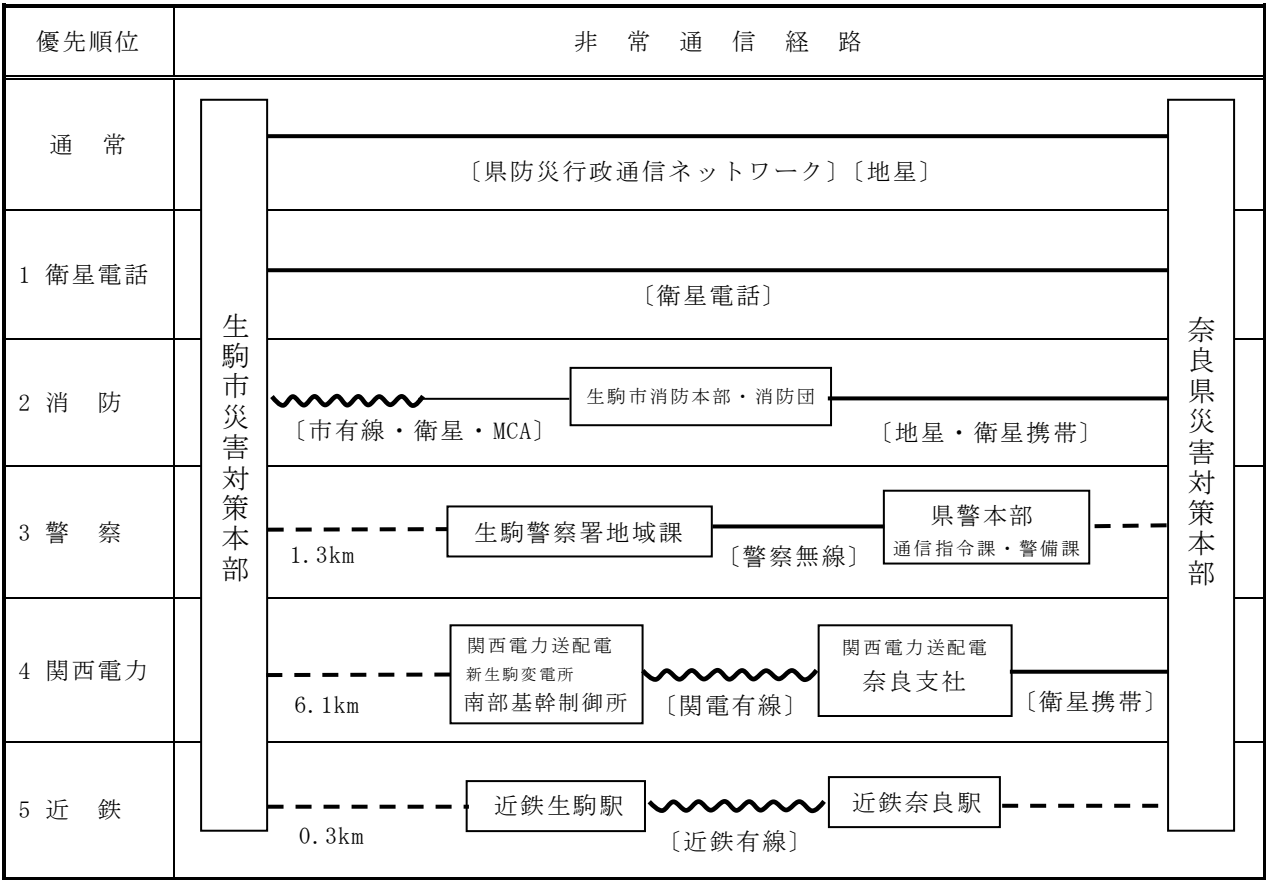 優先順位
非常通信経路
通常
〔県防災行政通信ネットワーク〕〔地星〕
1 衛星電話
〔衛星電話〕
生駒市災害対策本部
奈良県災害対策本部
2 消防
生駒市消防本部・消防団
〔市有線・衛星・MCA〕
〔地星・衛星携帯〕
3 警察
1.3km
生駒警察署地域課
〔警察無線〕
県警本部
通信指令課・警備課
4 関西電力
6.1km
関西電力送配電
新生駒変電所
南部基幹制御所
〔関電有線〕
関西電力送配電
奈良支社
〔衛星携帯〕
5 近鉄
0.3km
近鉄生駒駅
〔近鉄有線〕
近鉄奈良駅